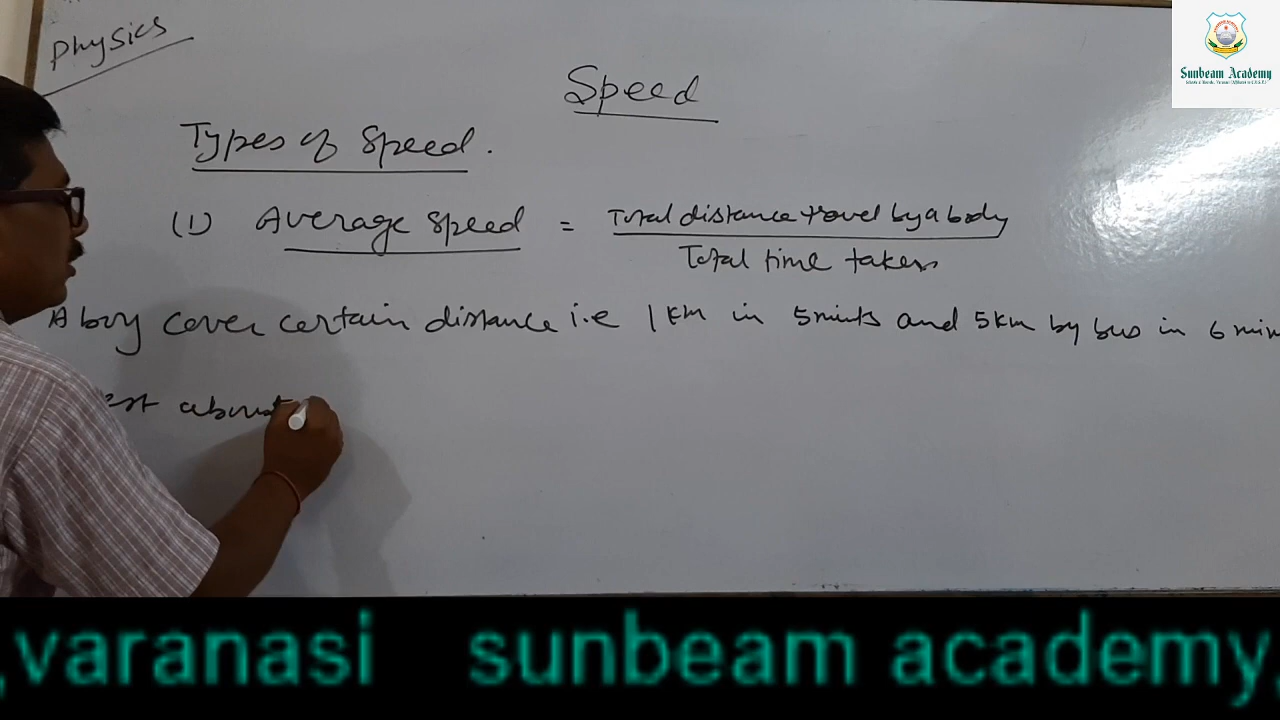 Physics
Sunbeam Academy
Speed
Types of Speed.
(1) Average Speed = Total distance travel by a body
Total time taken
A boy cover certain distance i.e 1 km in 5 mints and 5 km by bus in 6 min
est about
,varanasi sunbeam academy,